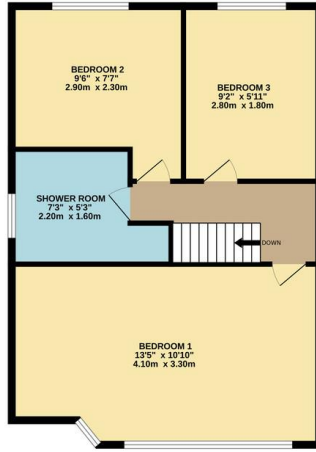 BEDROOM 2
9'6" x 7'7"
2.90m x 2.30m
BEDROOM 3
9'2" x 5'11"
2.80m x 1.80m
SHOWER ROOM
7'3" x 5'3"
2.20m x 1.60m
DOWN
BEDROOM 1
13'5" x 10'10"
4.10m x 3.30m